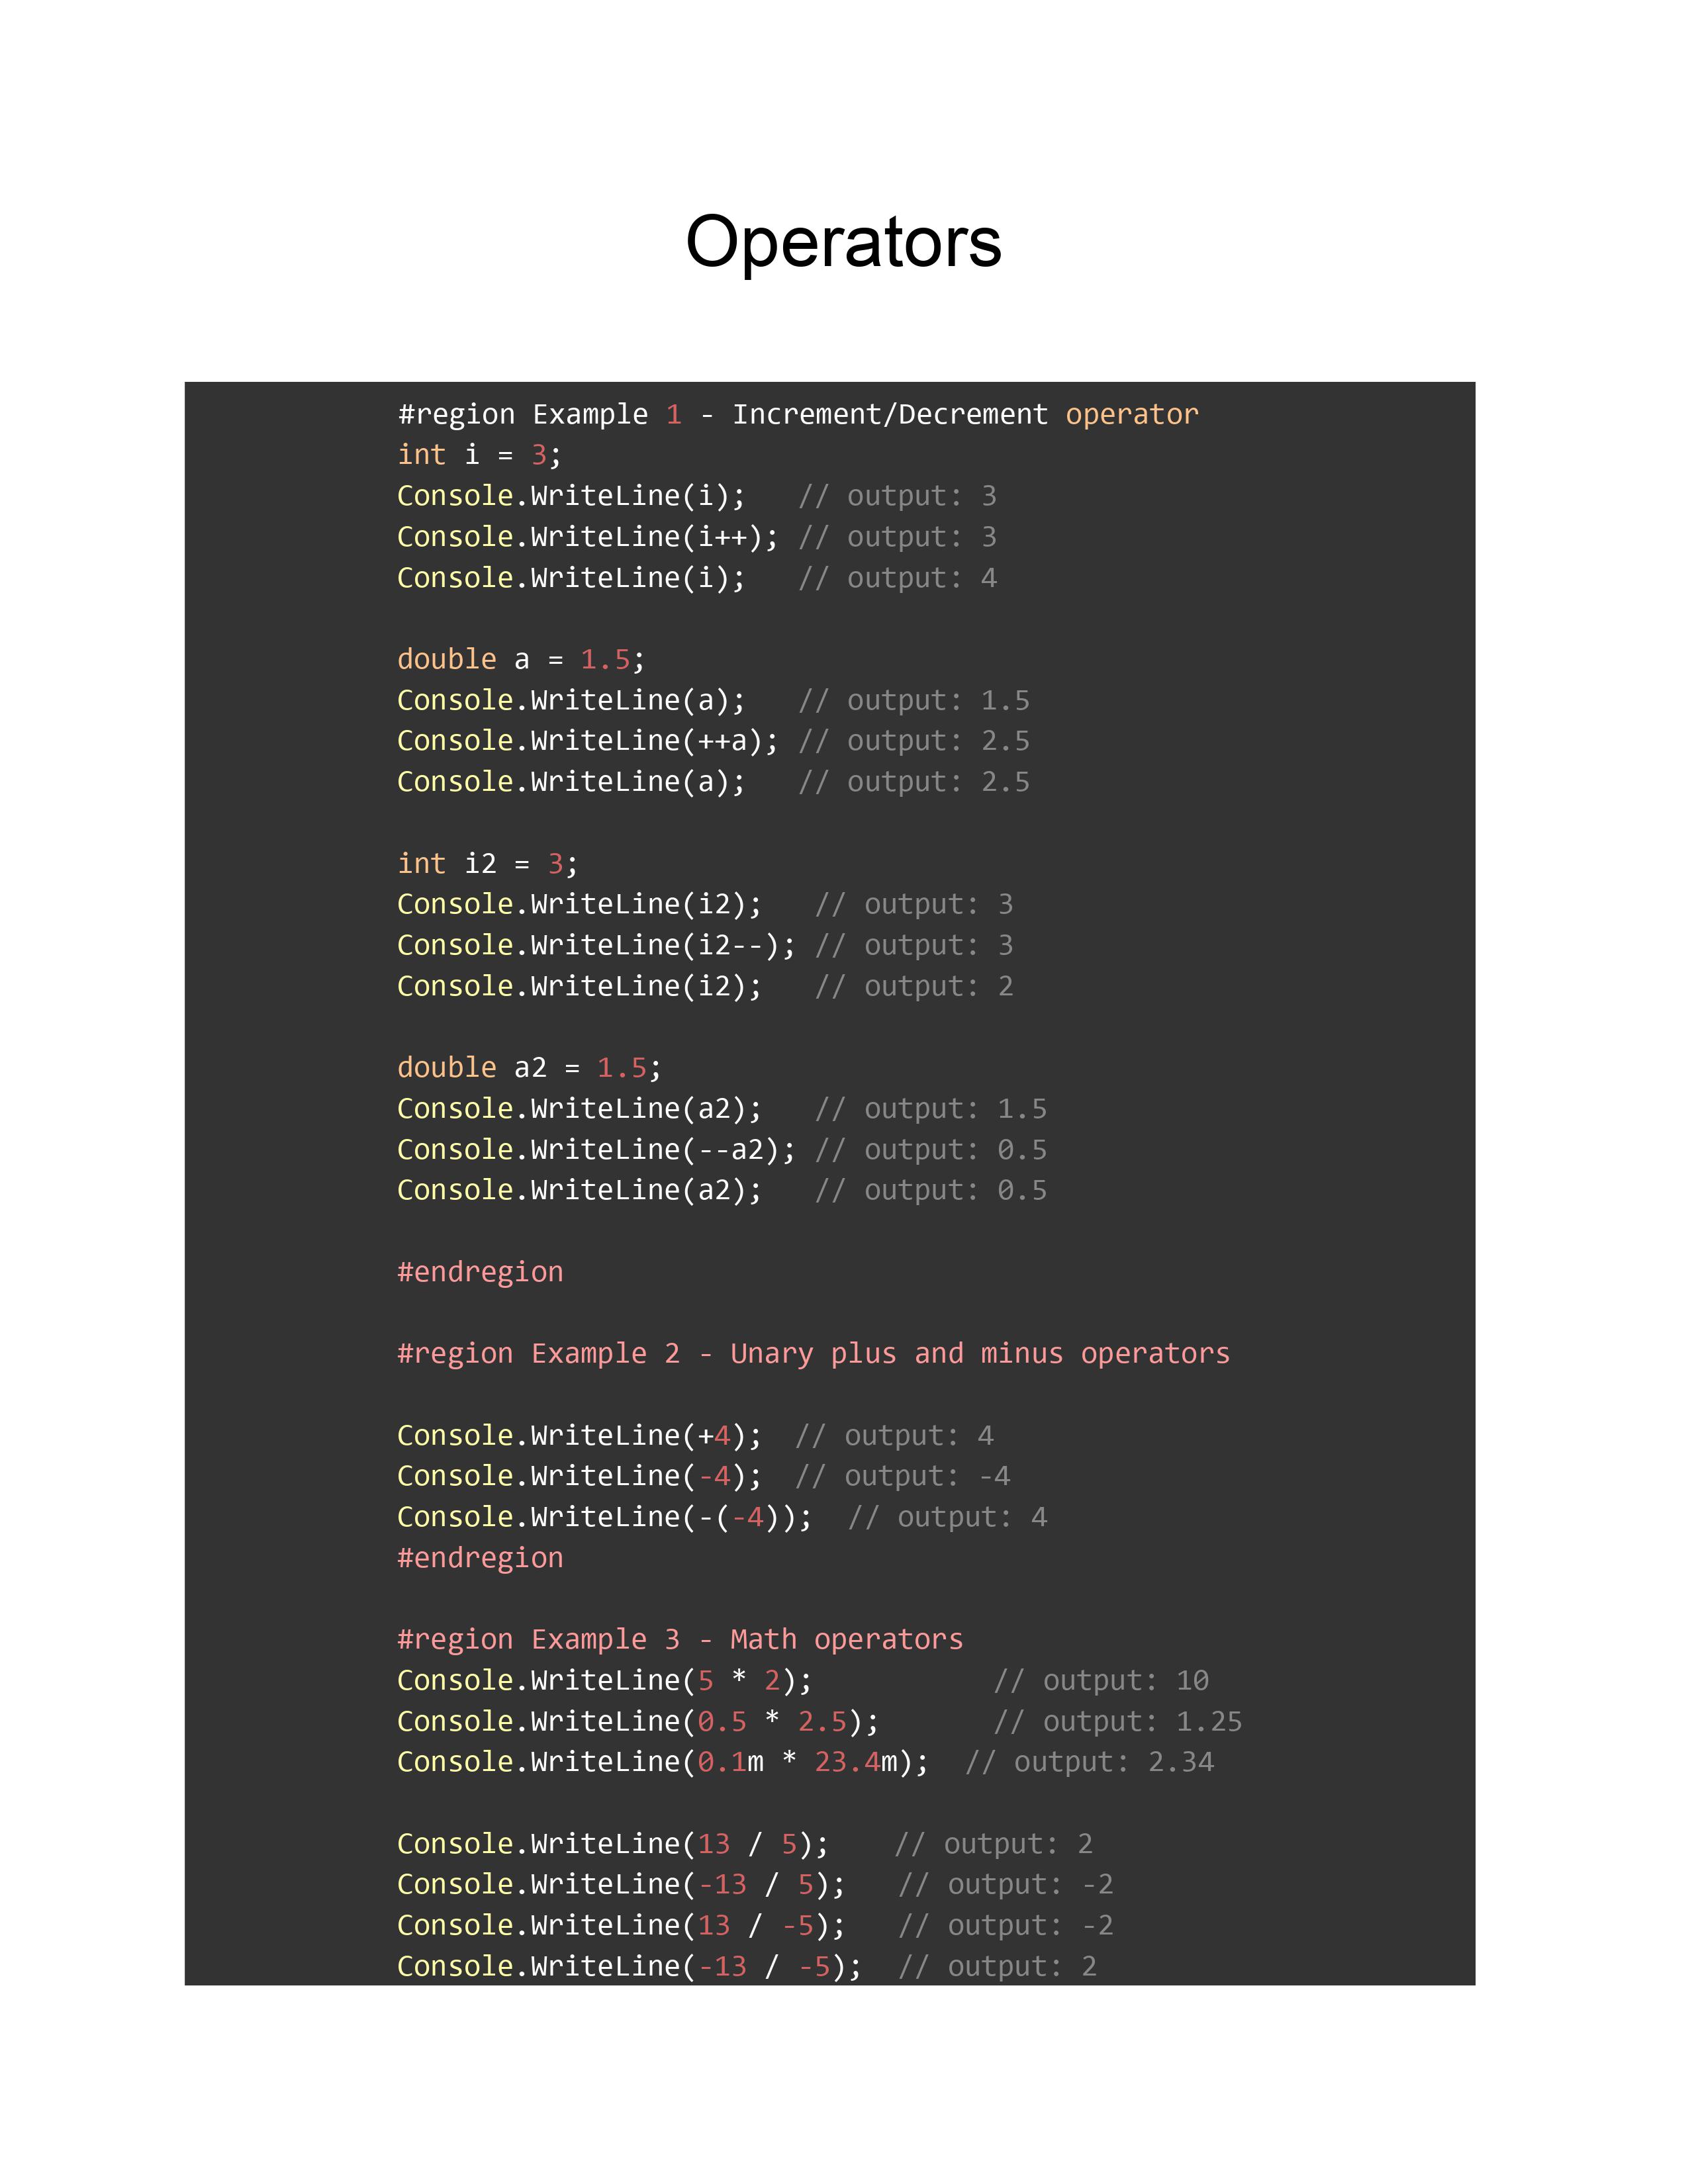 Operators
#region Example 1 - Increment/Decrement operator
int i = 3;
Console.WriteLine(i);   // output: 3
Console.WriteLine(i++); // output: 3
Console.WriteLine(i);   // output: 4
double a = 1.5;
Console.WriteLine(a);   // output: 1.5
Console.WriteLine(++a); // output: 2.5
Console.WriteLine(a);   // output: 2.5
int i2 = 3;
Console.WriteLine(i2);   // output: 3
Console.WriteLine(i2--); // output: 3
Console.WriteLine(i2);   // output: 2
double a2 = 1.5;
Console.WriteLine(a2);   // output: 1.5
Console.WriteLine(--a2); // output: 0.5
Console.WriteLine(a2);   // output: 0.5
#endregion
#region Example 2 - Unary plus and minus operators
Console.WriteLine(+4);  // output: 4
Console.WriteLine(-4);  // output: -4
Console.WriteLine(-(-4));  // output: 4
#endregion
#region Example 3 - Math operators
Console.WriteLine(5 * 2);           // output: 10
Console.WriteLine(0.5 * 2.5);       // output: 1.25
Console.WriteLine(0.1m * 23.4m);  // output: 2.34
Console.WriteLine(13 / 5);    // output: 2
Console.WriteLine(-13 / 5);   // output: -2
Console.WriteLine(13 / -5);   // output: -2
Console.WriteLine(-13 / -5);  // output: 2